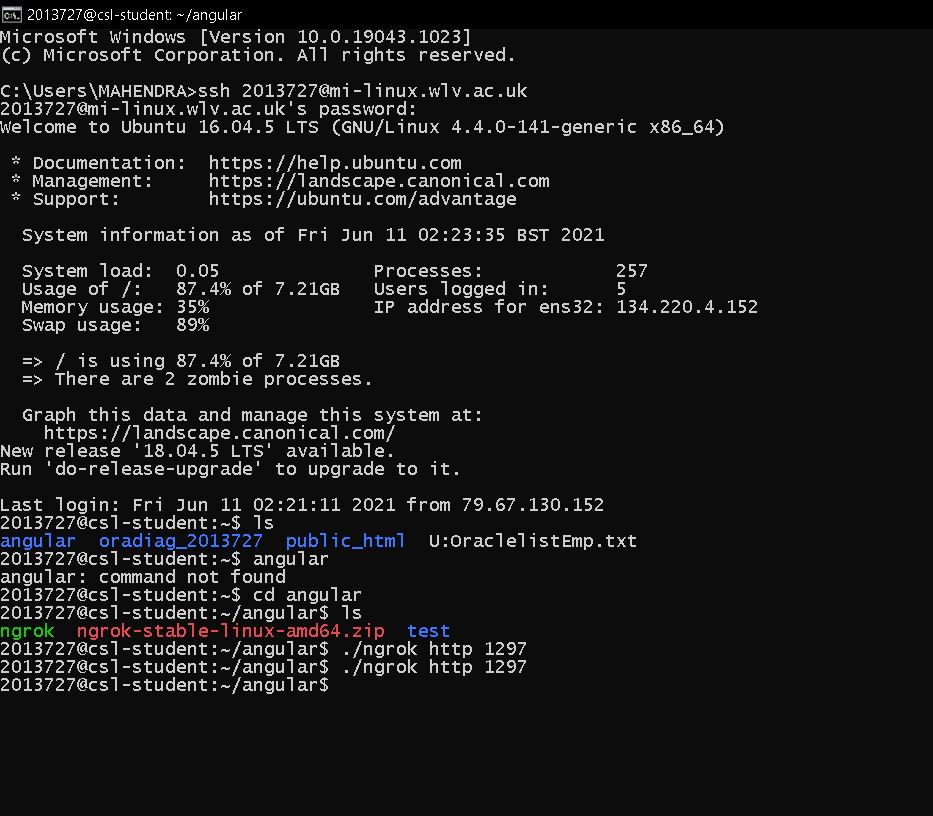 2013727@csl-student: ~/angular
Microsoft Windows [Version 10.0.19043.1023]
(c) Microsoft Corporation. All rights reserved.
C:\Users\MAHENDRA>ssh 2013727@mi-linux.wlv.ac.uk
2013727@mi-linux.wlv.ac.uk's password:
Welcome to Ubuntu 16.04.5 LTS (GNU/Linux 4.4.0-141-generic x86_64)
* Documentation:  https://help.ubuntu.com
* Management:     https://landscape.canonical.com
* Support:        https://ubuntu.com/advantage
System information as of Fri Jun 11 02:23:35 BST 2021
System load:  0.05              Processes:            257
Usage of /:   87.4% of 7.21GB   Users logged in:      5
Memory usage: 35%               IP address for ens32: 134.220.4.152
Swap usage:   89%
=> / is using 87.4% of 7.21GB
=> There are 2 zombie processes.
Graph this data and manage this system at:
https://landscape.canonical.com/
New release '18.04.5 LTS' available.
Run 'do-release-upgrade' to upgrade to it.
Last login: Fri Jun 11 02:21:11 2021 from 79.67.130.152
2013727@csl-student:~$ ls
angular  oradiag_2013727  public_html  U:OraclelistEmp.txt
2013727@csl-student:~$ angular
angular: command not found
2013727@csl-student:~$ cd angular
2013727@csl-student:~/angular$ ls
ngrok  ngrok-stable-linux-amd64.zip  test
2013727@csl-student:~/angular$ ./ngrok http 1297
2013727@csl-student:~/angular$ ./ngrok http 1297
2013727@csl-student:~/angular$